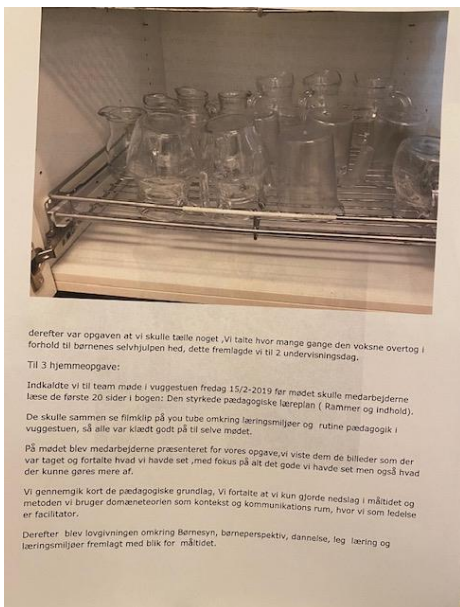 derefter var opgaven at vi skulle tælle noget ,Vi talte hvor mange gange den voksne overtog i
forhold til børnenes selvhjulpen hed, dette fremlagde vi til 2 undervisningsdag.
Til 3 hjemmeopgave:
Indkaldte vi til team møde i vuggestuen fredag 15/2-2019 før mødet skulle medarbejderne
læse de første 20 sider i bogen: Den styrkede pædagogiske læreplan ( Rammer og indhold).
De skulle sammen se filmklip på you tube omkring læringsmiljøer og rutine pædagogik i
vuggestuen, så alle var klædt godt på til selve mødet.
På mødet blev medarbejderne præsenteret for vores opgave,vi viste dem de billeder som der
var taget og fortalte hvad vi havde set ,med fokus på alt det gode vi havde set men også hvad
der kunne gøres mere af.
Vi gennemgik kort de pædagogiske grundlag, Vi fortalte at vi kun gjorde nedslag i måltidet og
metoden vi bruger domæneteorien som kontekst og kommunikations rum, hvor vi som ledelse
er facilitator.
Derefter blev lovgivningen omkring Børnesyn, børneperspektiv, dannelse, leg læring og
læringsmiljøer fremlagt med blik for måltidet.